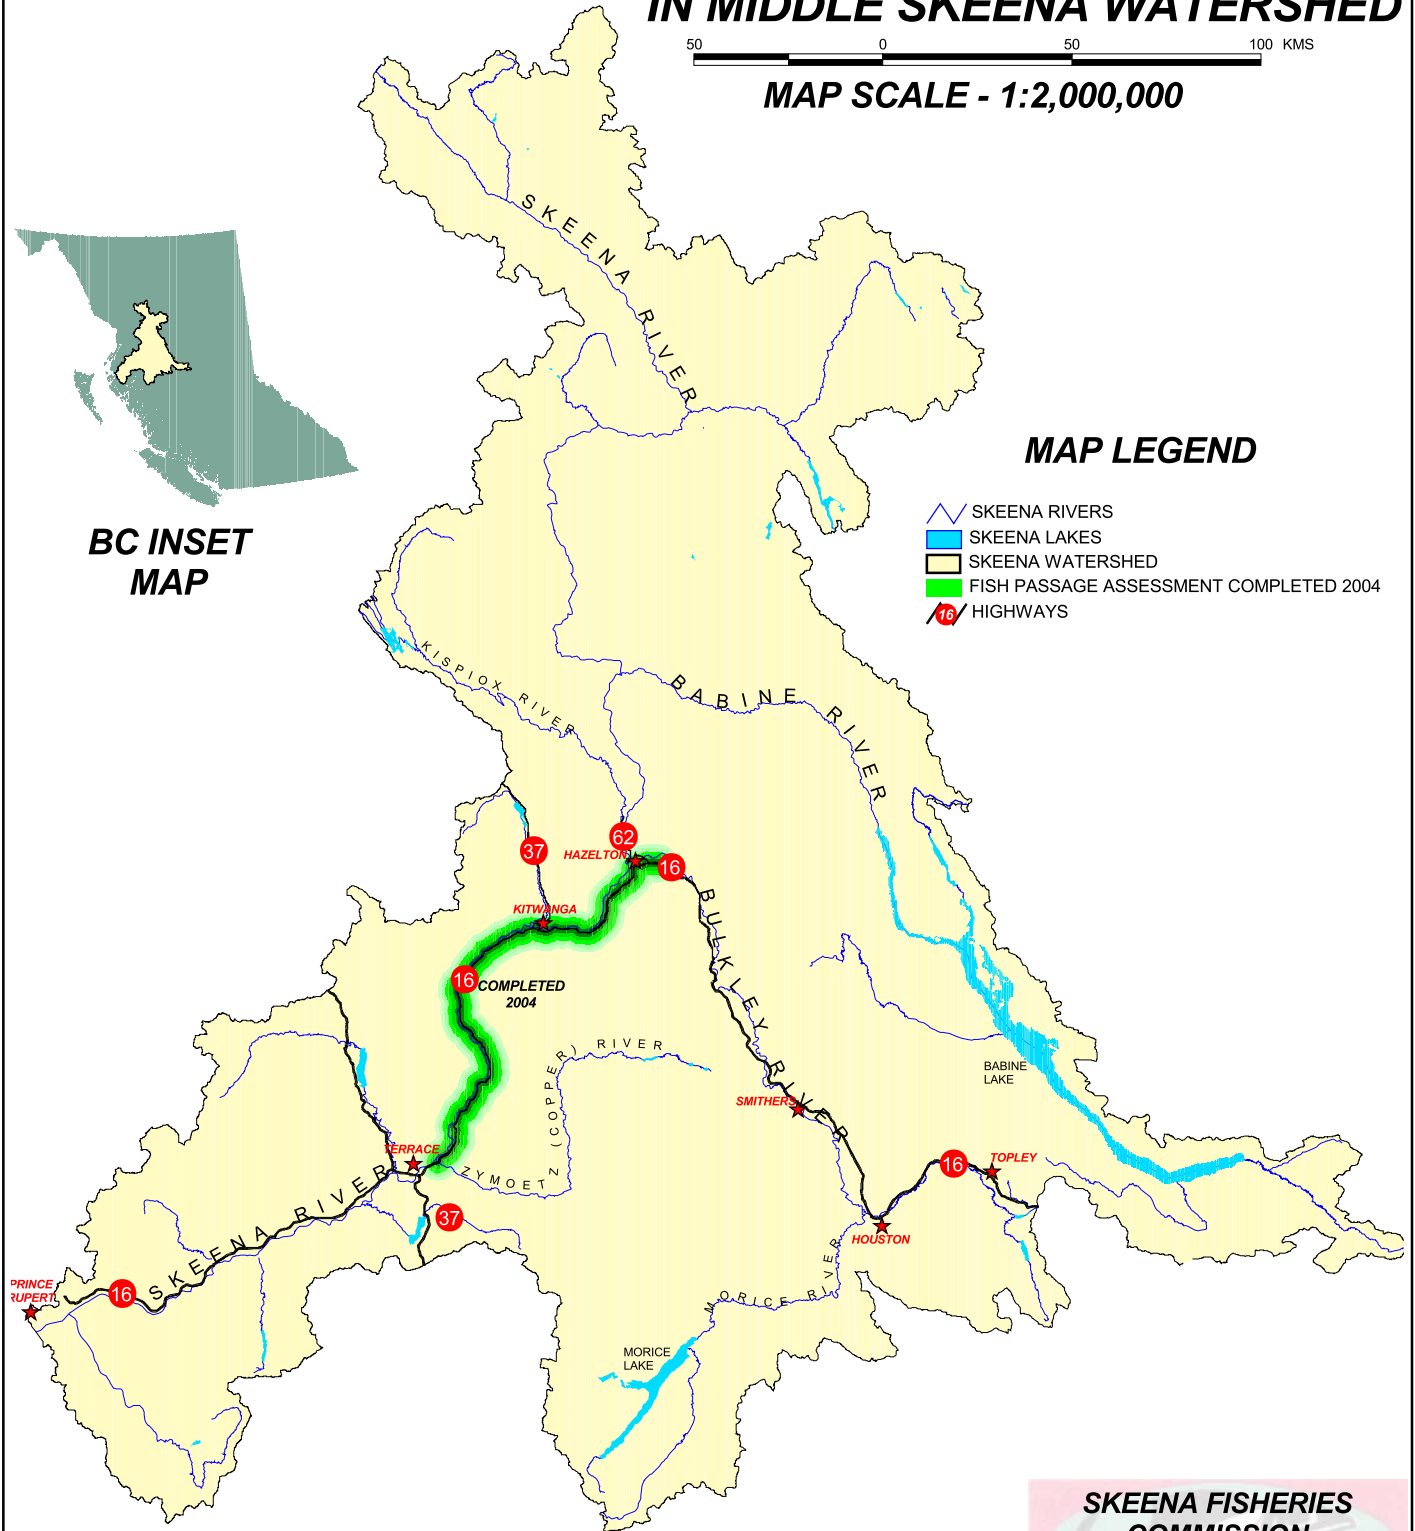 IN MIDDLE SKEENA WATERSHED
50 0 50 100 KMS
MAP SCALE - 1:2,000,000
SKEENA RIVER
BC INSET
MAP
MAP LEGEND
SKEENA RIVERS
SKEENA LAKES
SKEENA WATERSHED
FISH PASSAGE ASSESSMENT COMPLETED 2004
16 HIGHWAYS
KISPIOX RIVER
BABINE RIVER
62
37
HAZELTON
16
KITWANGA
BULKLEY RIVER
16
COMPLETED
2004
ZYMOETZ (COPPER) RIVER
BABINE
LAKE
SMITHERS
TERRACE
16
TOPLEY
37
SKEENA RIVER
HOUSTON
PRINCE
RUPERT
16
MORICE RIVER
MORICE
LAKE
SKEENA FISHERIES
COMMISSION